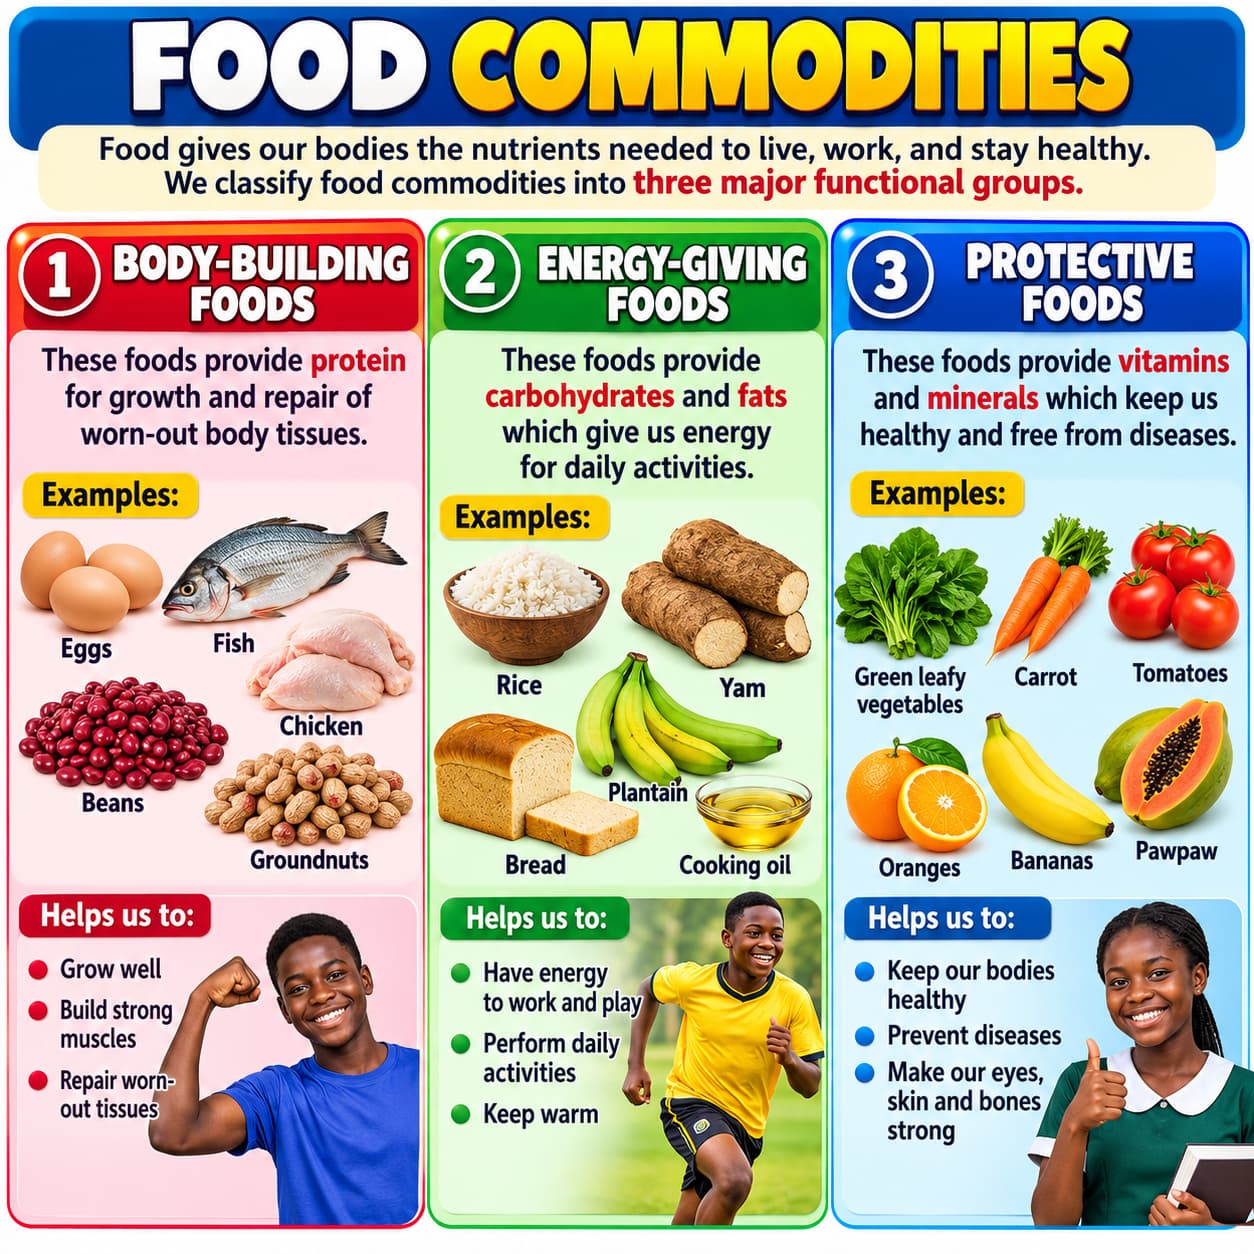 FOOD COMMODITIES
Food gives our bodies the nutrients needed to live, work, and stay healthy.
We classify food commodities into three major functional groups.
1
BODY-BUILDING
FOODS
These foods provide protein
for growth and repair of
worn-out body tissues.
Examples:
Eggs
Fish
Chicken
Beans
Groundnuts
Helps us to:
Grow well
Build strong
muscles
Repair worn-
out tissues
2
ENERGY-GIVING
FOODS
These foods provide
carbohydrates and fats
which give us energy
for daily activities.
Examples:
Rice
Yam
Plantain
Bread
Cooking oil
Helps us to:
Have energy
to work and play
Perform daily
activities
Keep warm
3
PROTECTIVE
FOODS
These foods provide vitamins
and minerals which keep us
healthy and free from diseases.
Examples:
Green leafy
vegetables
Carrot
Tomatoes
Oranges
Bananas
Pawpaw
Helps us to:
Keep our bodies
healthy
Prevent diseases
Make our eyes,
skin and bones
strong